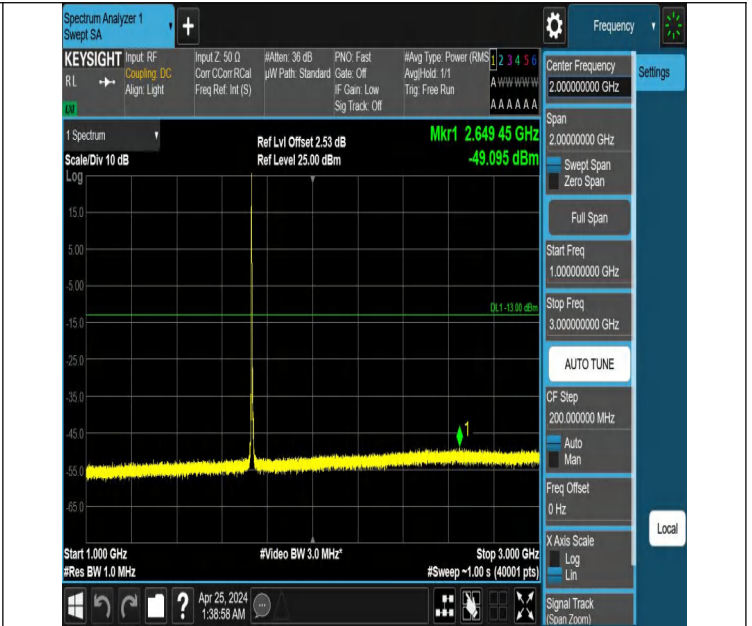 Spectrum Analyzer 1
Swept SA
+
Frequency
KEYSIGHT
RL
Input: RF
Coupling: DC
Align: Light
Input Z: 50 Ω
Corr CCorr RCal
Freq Ref: Int (S)
#Atten: 36 dB
µW Path: Standard
PNO: Fast
Gate: Off
IF Gain: Low
Sig Track: Off
#Avg Type: Power (RMS
Avg|Hold: 1/1
Trig: Free Run
1 2 3 4 5 6
A W W W W W
A A A A A A
1 Spectrum
Scale/Div 10 dB
Log
Ref Lvl Offset 2.53 dB
Ref Level 25.00 dBm
Mkr1 2.649 45 GHz
-49.095 dBm
15.0
5.00
-5.00
-15.0
-25.0
-35.0
-45.0
-55.0
-65.0
DL1 -13.00 dBm
1
Start 1.000 GHz
#Res BW 1.0 MHz
#Video BW 3.0 MHz*
Stop 3.000 GHz
#Sweep ~1.00 s (40001 pts)
Apr 25, 2024
1:38:58 AM
?
Center Frequency
2.000000000 GHz
Span
2.00000000 GHz
Swept Span
Zero Span
Full Span
Start Freq
1.000000000 GHz
Stop Freq
3.000000000 GHz
AUTO TUNE
CF Step
200.000000 MHz
Auto
Man
Freq Offset
0 Hz
X Axis Scale
Log
Lin
Signal Track
(Span Zoom)
Settings
Local